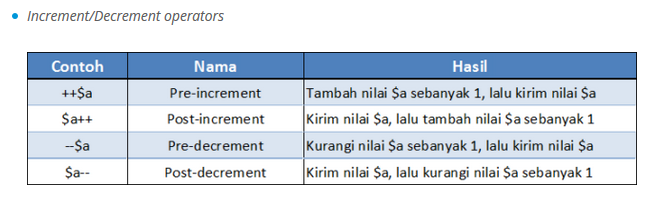 Increment/Decrement operators
Contoh Nama Hasil
++$a Pre-increment Tambah nilai $a sebanyak 1, lalu kirim nilai $a
$a++ Post-increment Kirim nilai $a, lalu tambah nilai $a sebanyak 1
--$a Pre-decrement Kurangi nilai $a sebanyak 1, lalu kirim nilai $a
$a-- Post-decrement Kirim nilai $a, lalu kurangi nilai $a sebanyak 1